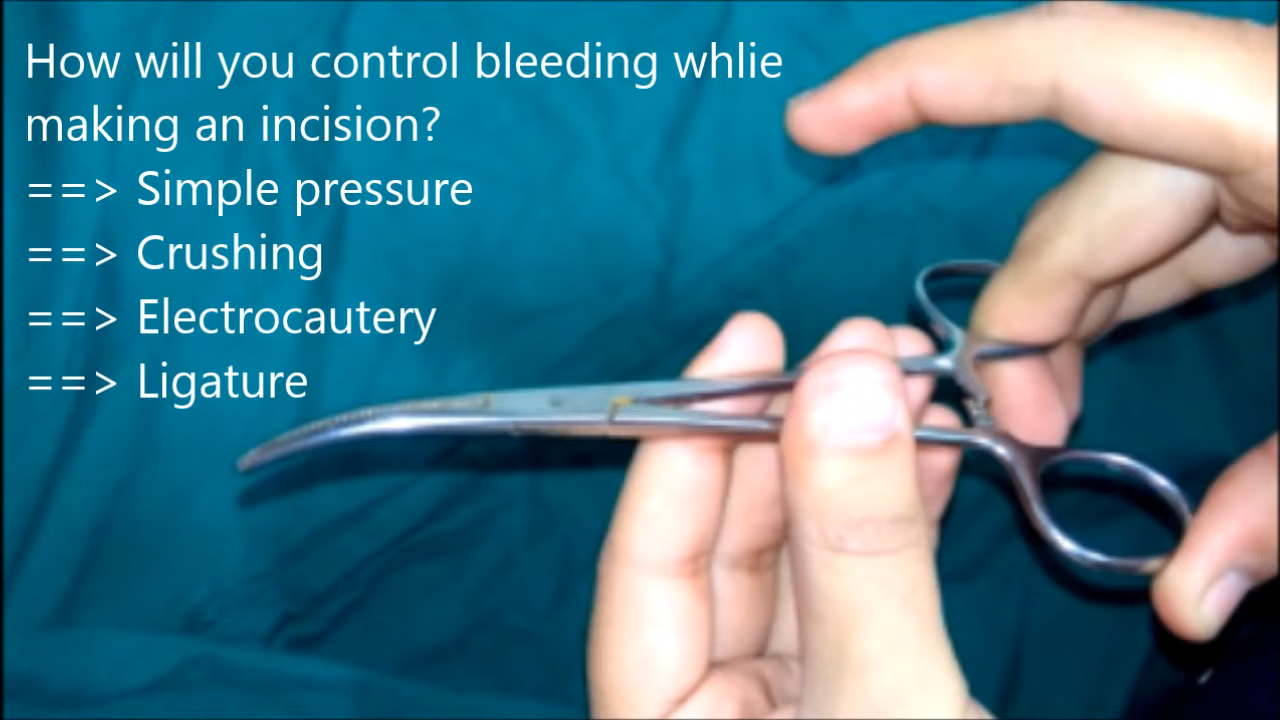 How will you control bleeding whlie
making an incision?
==> Simple pressure
==> Crushing
==> Electrocautery
==> Ligature